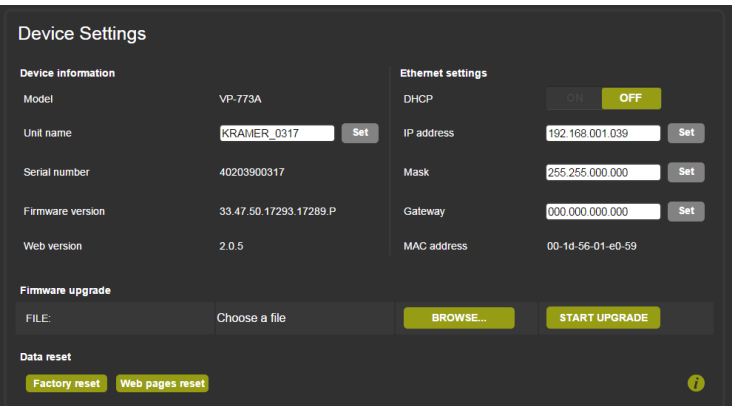 Device Settings
Device information
Ethernet settings
Model VP-773A
DHCP ON OFF
Unit name KRAMER_0317 Set
IP address 192.168.001.039 Set
Serial number 40203900317
Mask 255.255.000.000 Set
Firmware version 33.47.50.17293.17289.P
Gateway 000.000.000.000 Set
Web version 2.0.5
MAC address 00-1d-56-01-e0-59
Firmware upgrade
FILE: Choose a file BROWSE... START UPGRADE
Data reset
Factory reset Web pages reset i